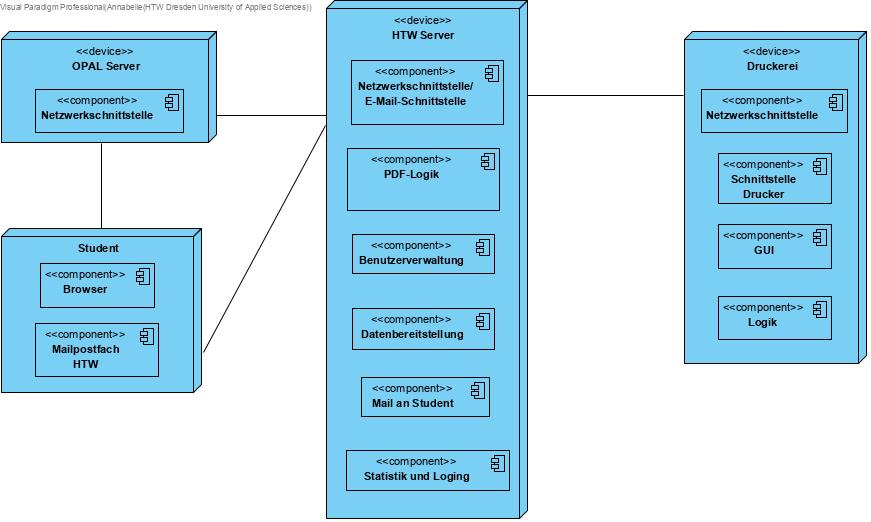 Visual Paradigm Professional(Annabelle(HTW Dresden University of Applied Sciences))
<<device>>
OPAL Server
<<component>>
Netzwerkschnittstelle
Student
<<component>>
Browser
<<component>>
Mailpostfach
HTW
<<device>>
HTW Server
<<component>>
Netzwerkschnittstelle/
E-Mail-Schnittstelle
<<component>>
PDF-Logik
<<component>>
Benutzerverwaltung
<<component>>
Datenbereitstellung
<<component>>
Mail an Student
<<component>>
Statistik und Loging
<<device>>
Druckerei
<<component>>
Netzwerkschnittstelle
<<component>>
Schnittstelle
Drucker
<<component>>
GUI
<<component>>
Logik